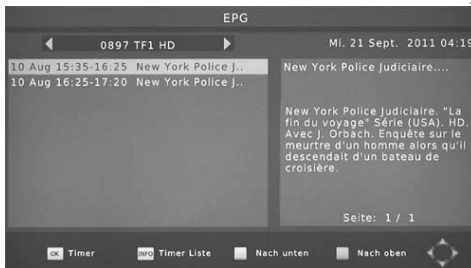 EPG
0897 TF1 HD
Mi. 21 Sept. 2011 04:19
10 Aug 15:35-16:25 New York Police J..
10 Aug 16:25-17:20 New York Police J..
New York Police Judiciaire....
New York Police Judiciaire. "La
fin du voyage" Série (USA). HD.
Avec J. Orbach. Enquête sur le
meurtre d'un homme alors qu'il
descendait d'un bateau de
croisière.
Seite: 1 / 1
OK Timer
INFO Timer Liste
Nach unten
Nach oben